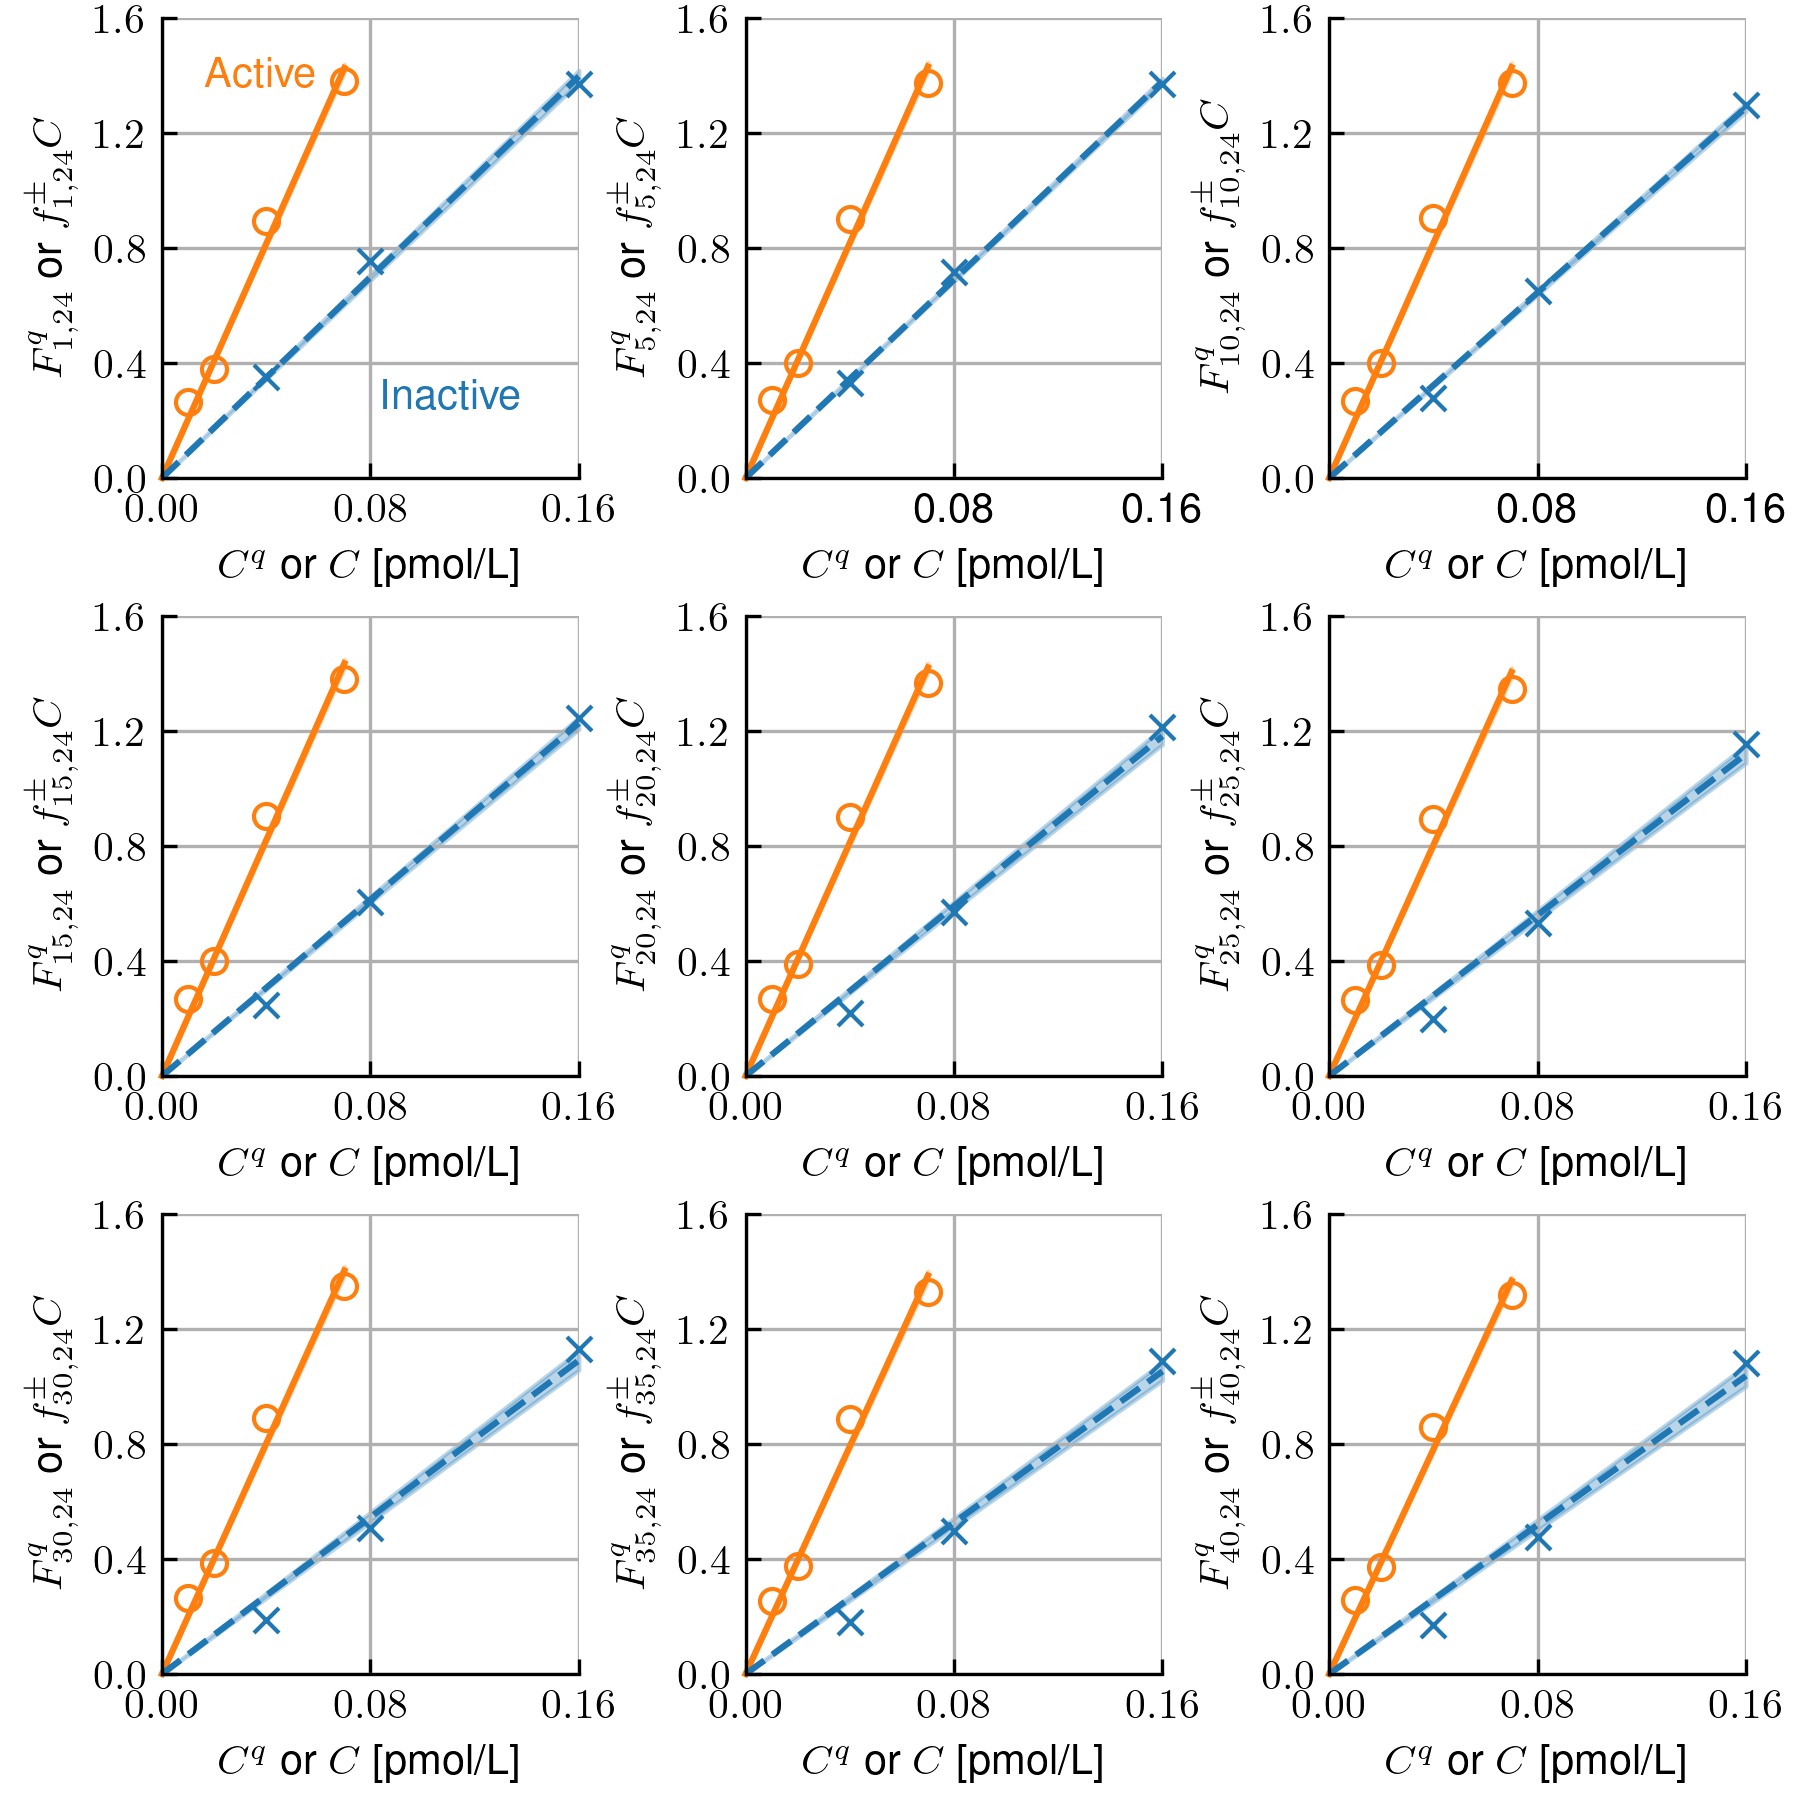 1.6
1.2
0.8
0.4
0.0
Active
Inactive
0.00 0.08 0.16
C^q or C [pmol/L]
F^q_{1,24} or f^±_{1,24}C
1.6
1.2
0.8
0.4
0.0
0.08 0.16
C^q or C [pmol/L]
F^q_{5,24} or f^±_{5,24}C
1.6
1.2
0.8
0.4
0.0
0.08 0.16
C^q or C [pmol/L]
F^q_{10,24} or f^±_{10,24}C
1.6
1.2
0.8
0.4
0.0
0.00 0.08 0.16
C^q or C [pmol/L]
F^q_{15,24} or f^±_{15,24}C
1.6
1.2
0.8
0.4
0.0
0.00 0.08 0.16
C^q or C [pmol/L]
F^q_{20,24} or f^±_{20,24}C
1.6
1.2
0.8
0.4
0.0
0.00 0.08 0.16
C^q or C [pmol/L]
F^q_{25,24} or f^±_{25,24}C
1.6
1.2
0.8
0.4
0.0
0.00 0.08 0.16
C^q or C [pmol/L]
F^q_{30,24} or f^±_{30,24}C
1.6
1.2
0.8
0.4
0.0
0.00 0.08 0.16
C^q or C [pmol/L]
F^q_{35,24} or f^±_{35,24}C
1.6
1.2
0.8
0.4
0.0
0.00 0.08 0.16
C^q or C [pmol/L]
F^q_{40,24} or f^±_{40,24}C